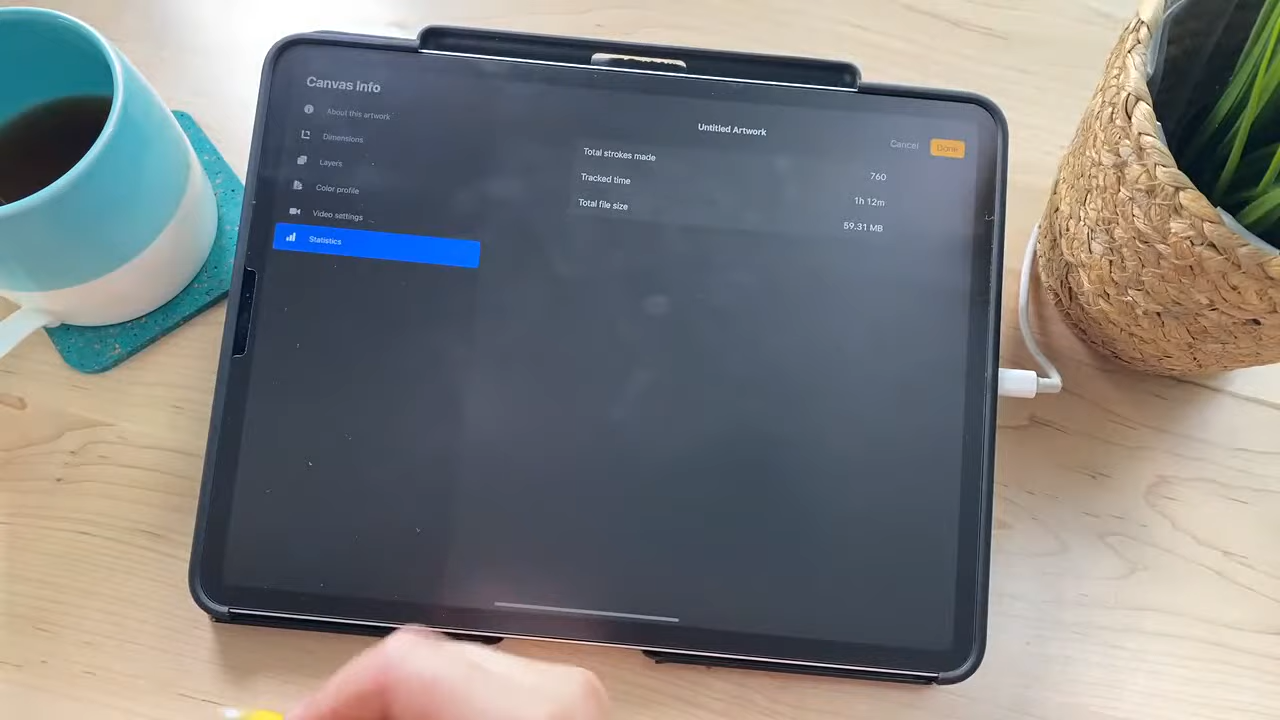 Canvas Info
About this artwork
Dimensions
Layers
Color profile
Video settings
Statistics
Untitled Artwork
Cancel
Done
Total strokes made 760
Tracked time 1h 12m
Total file size 59.31 MB